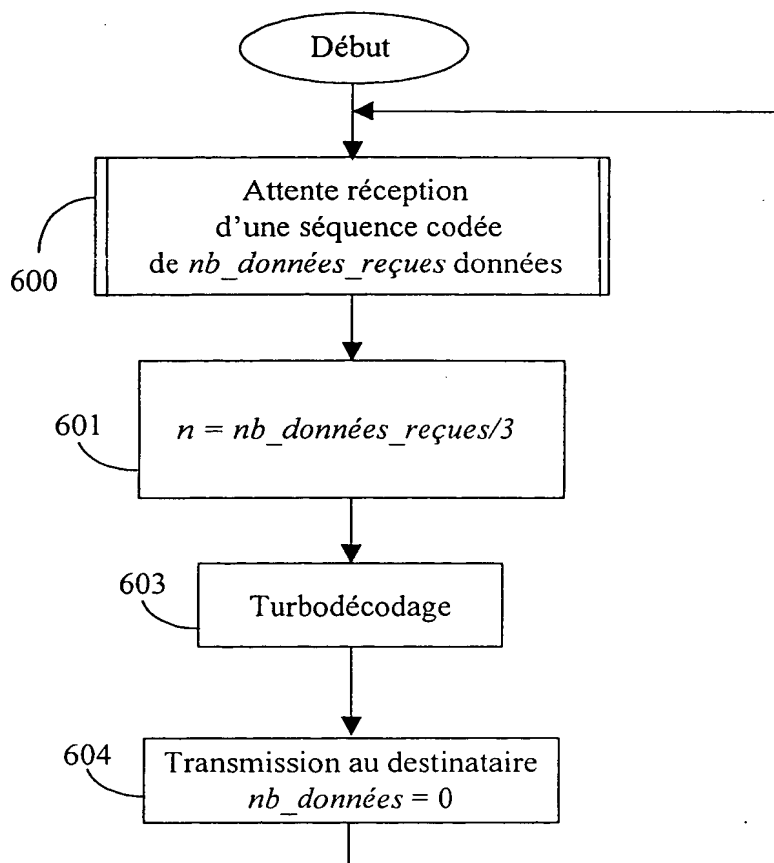 Début
Attente réception
d'une séquence codée
de nb_données_reçues données
600
n = nb_données_reçues/3
601
603
Turbodécodage
604
Transmission au destinataire
nb_données = 0